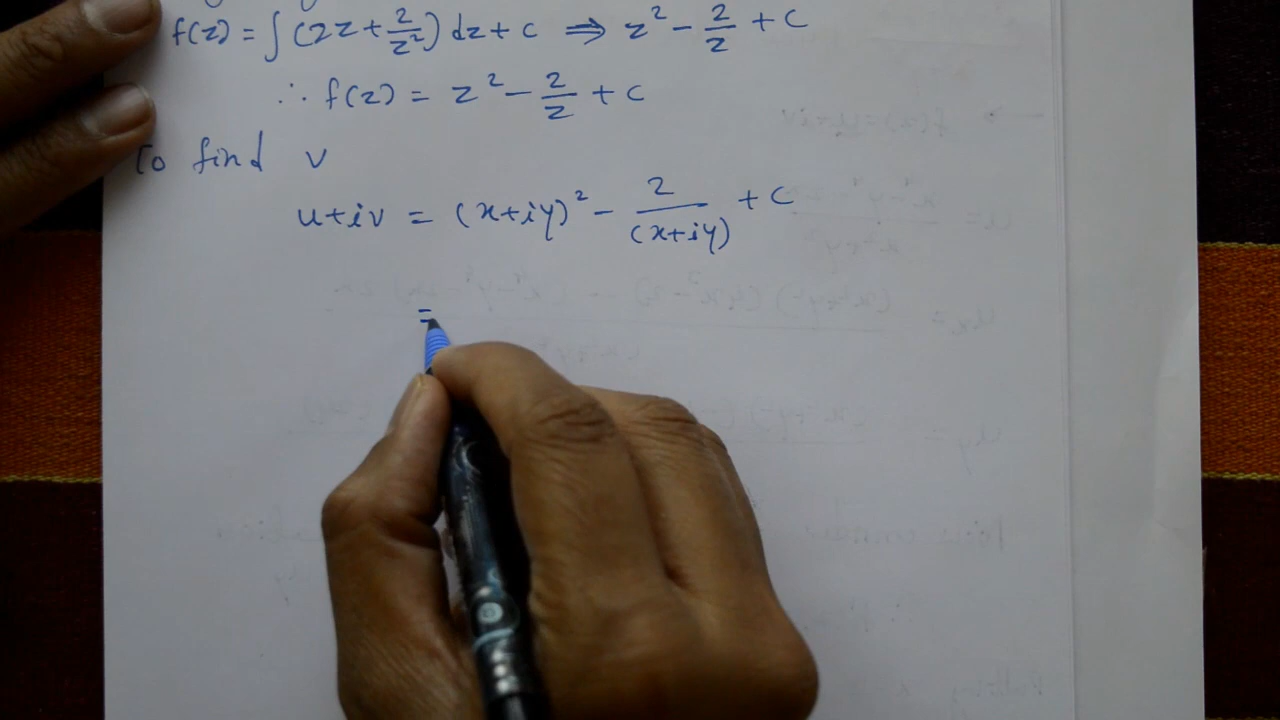 f(z) = ∫ (2z + 2/z²) dz + c ⇒ z² - 2/z + c
∴ f(z) = z² - 2/z + c
To find v
u+iv = (x+iy)² - 2/(x+iy) + c
=